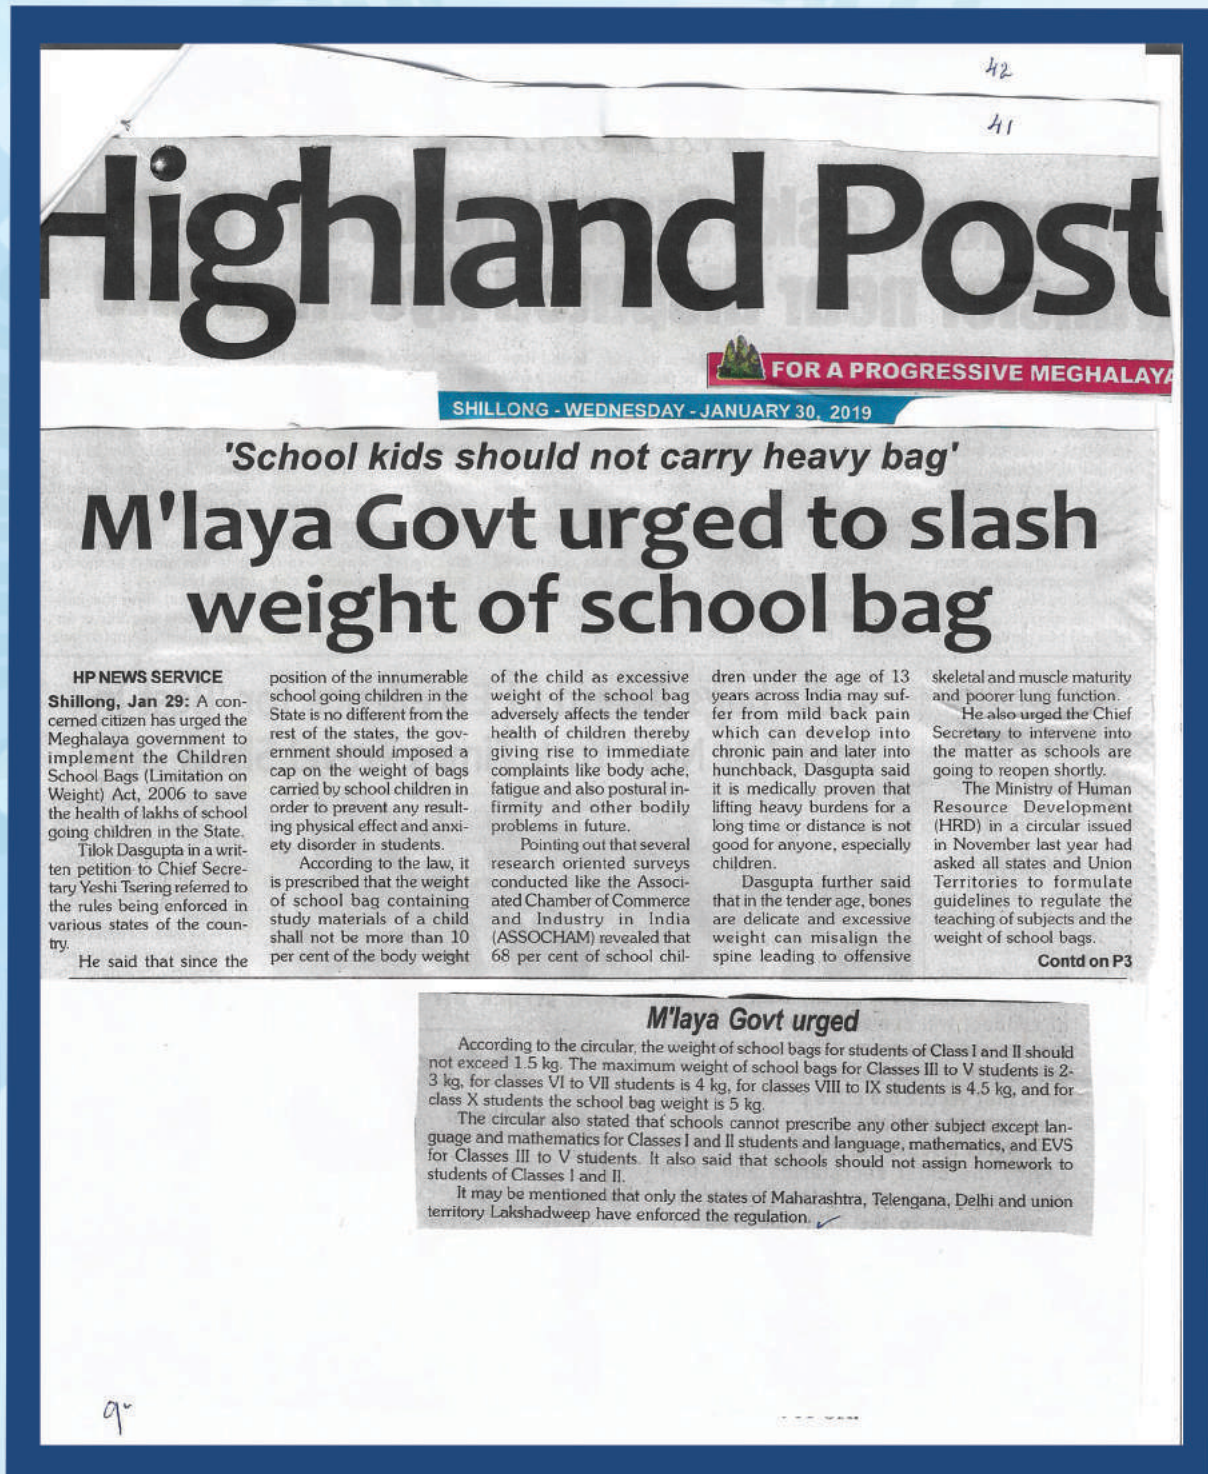 42
41
Highland Post
FOR A PROGRESSIVE MEGHALAYA
SHILLONG - WEDNESDAY - JANUARY 30, 2019
'School kids should not carry heavy bag'
M'laya Govt urged to slash
weight of school bag
HP NEWS SERVICE
Shillong, Jan 29: A con-
cerned citizen has urged the
Meghalaya government to
implement the Children
School Bags (Limitation on
Weight) Act, 2006 to save
the health of lakhs of school
going children in the State.
Tilok Dasgupta in a writ-
ten petition to Chief Secre-
tary Yeshi Tsering referred to
the rules being enforced in
various states of the coun-
try.
He said that since the
position of the innumerable
school going children in the
State is no different from the
rest of the states, the gov-
ernment should imposed a
cap on the weight of bags
carried by school children in
order to prevent any result-
ing physical effect and anxi-
ety disorder in students.
According to the law, it
is prescribed that the weight
of school bag containing
study materials of a child
shall not be more than 10
per cent of the body weight
of the child as excessive
weight of the school bag
adversely affects the tender
health of children thereby
giving rise to immediate
complaints like body ache,
fatigue and also postural in-
firmity and other bodily
problems in future.
Pointing out that several
research oriented surveys
conducted like the Associ-
ated Chamber of Commerce
and Industry in India
(ASSOCHAM) revealed that
68 per cent of school chil-
dren under the age of 13
years across India may suf-
fer from mild back pain
which can develop into
chronic pain and later into
hunchback, Dasgupta said
it is medically proven that
lifting heavy burdens for a
long time or distance is not
good for anyone, especially
children.
Dasgupta further said
that in the tender age, bones
are delicate and excessive
weight can misalign the
spine leading to offensive
skeletal and muscle maturity
and poorer lung function.
He also urged the Chief
Secretary to intervene into
the matter as schools are
going to reopen shortly.
The Ministry of Human
Resource Development
(HRD) in a circular issued
in November last year had
asked all states and Union
Territories to formulate
guidelines to regulate the
teaching of subjects and the
weight of school bags.
Contd on P3
M'laya Govt urged
According to the circular, the weight of school bags for students of Class I and II should
not exceed 1.5 kg. The maximum weight of school bags for Classes III to V students is 2-
3 kg, for classes VI to VII students is 4 kg, for classes VIII to IX students is 4.5 kg, and for
class X students the school bag weight is 5 kg.
The circular also stated that schools cannot prescribe any other subject except lan-
guage and mathematics for Classes I and II students and language, mathematics, and EVS
for Classes III to V students. It also said that schools should not assign homework to
students of Classes I and II.
It may be mentioned that only the states of Maharashtra, Telengana, Delhi and union
territory Lakshadweep have enforced the regulation.